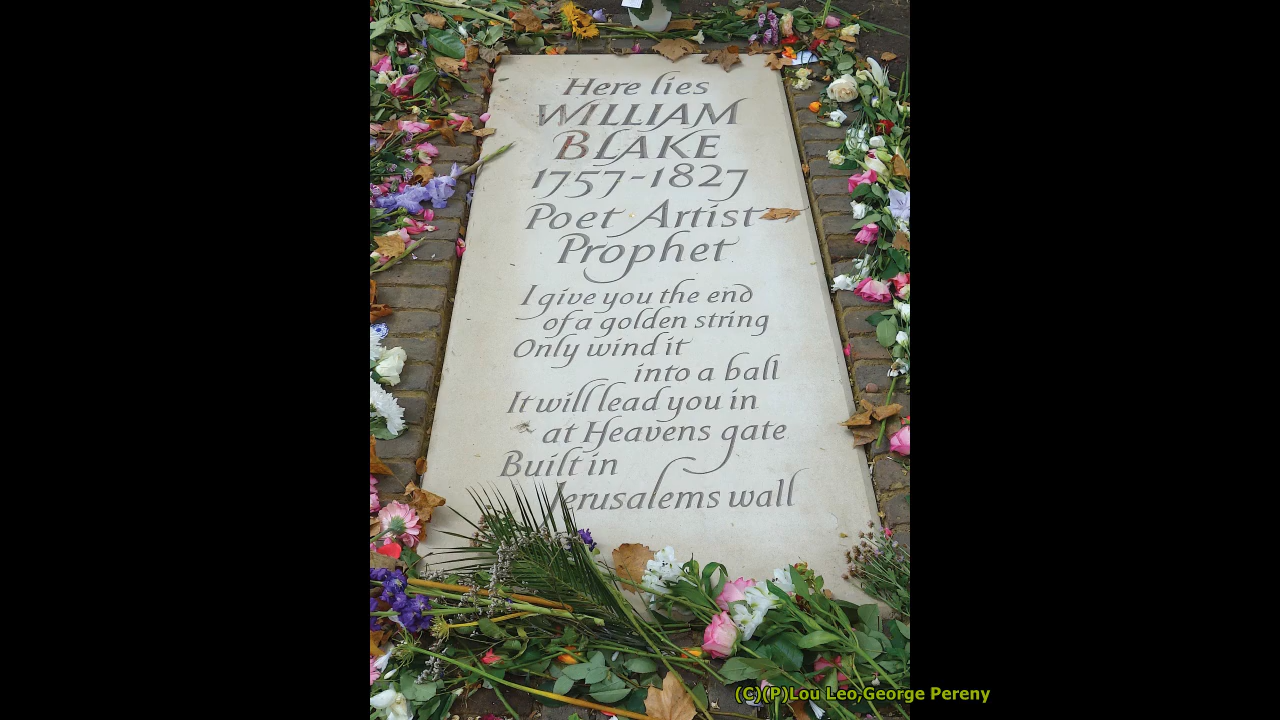 Here lies
WILLIAM
BLAKE
1757-1827
Poet · Artist
Prophet
I give you the end
of a golden string
Only wind it
into a ball
It will lead you in
at Heavens gate
Built in
Jerusalems wall
(C)(P)Lou Leo,George Pereny